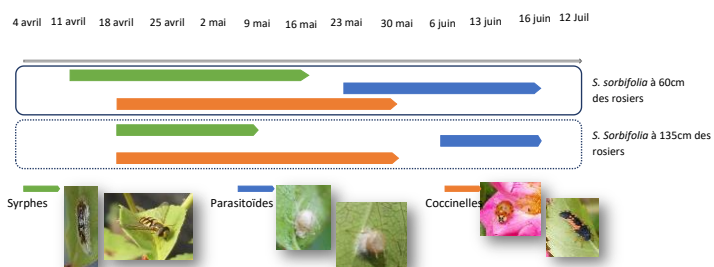 4 avril 11 avril 18 avril 25 avril 2 mai 9 mai 16 mai 23 mai 30 mai 6 juin 13 juin 16 juin 12 Juil
S. sorbifolia à 60cm
des rosiers
S. Sorbifolia à 135cm des
rosiers
Syrphes Parasitoïdes Coccinelles